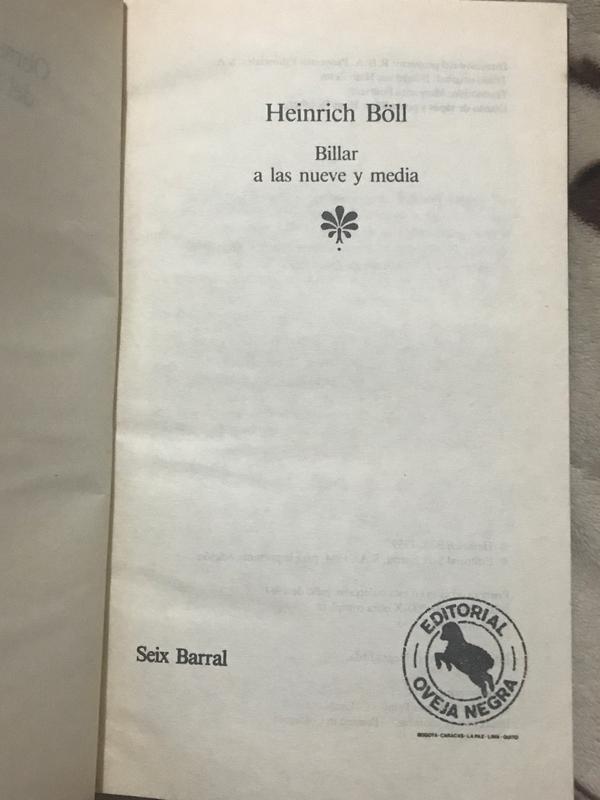 Heinrich Böll
Billar
a las nueve y media
Seix Barral
EDITORIAL
OVEJA NEGRA
BOGOTA - CARACAS - LA PAZ - LIMA - QUITO